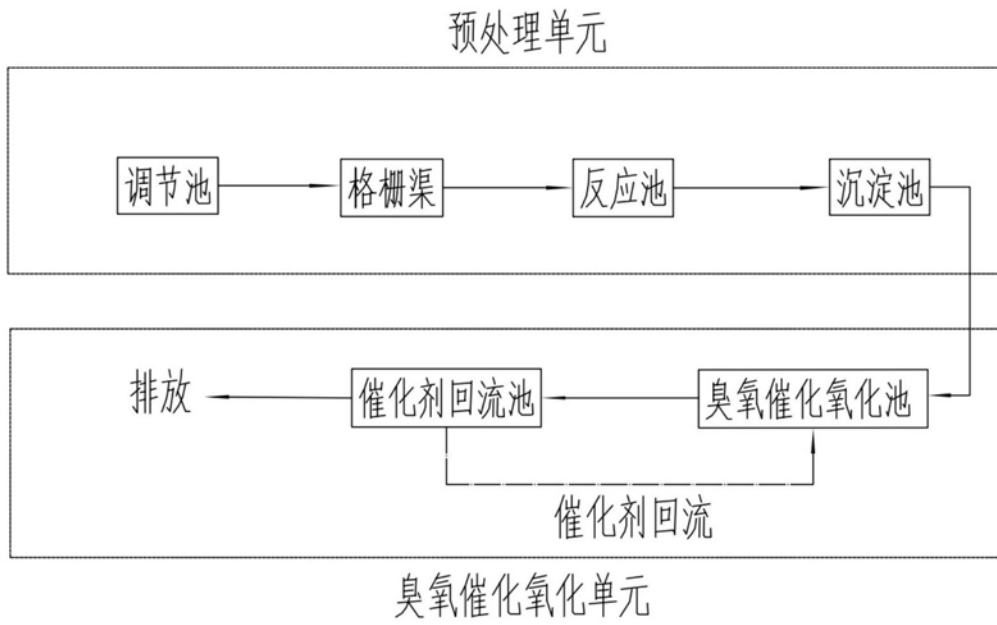 预处理单元
调节池
格栅渠
反应池
沉淀池
排放
催化剂回流池
臭氧催化氧化池
催化剂回流
臭氧催化氧化单元